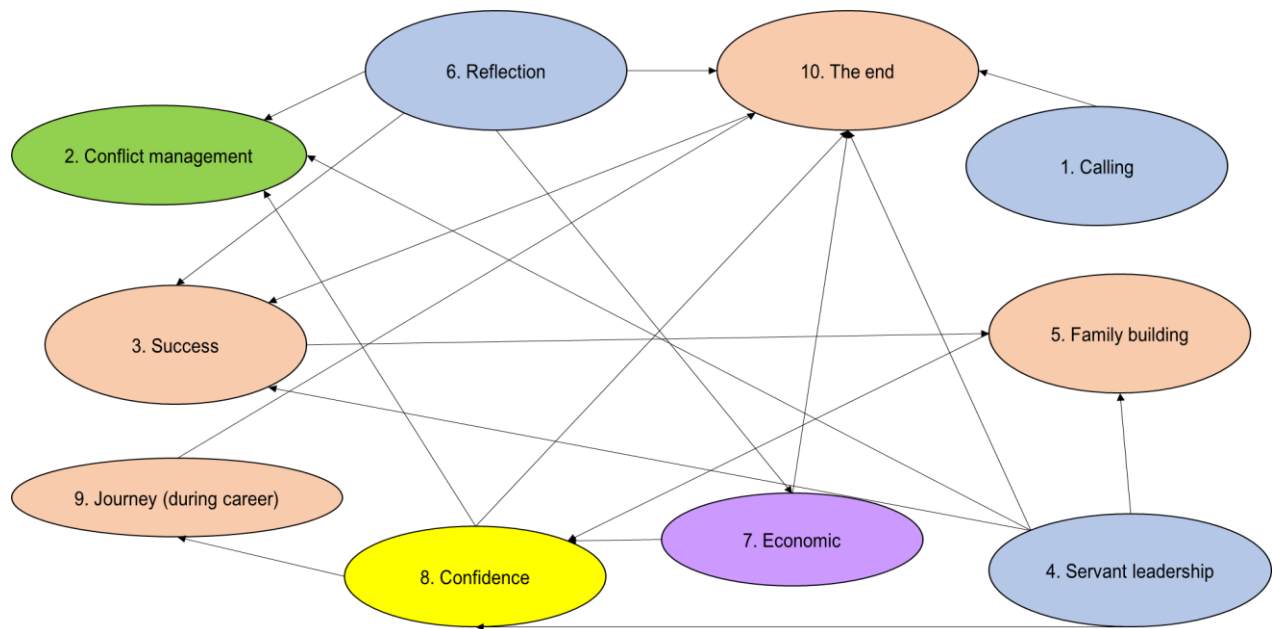 6. Reflection
10. The end
2. Conflict management
1. Calling
3. Success
5. Family building
9. Journey (during career)
7. Economic
8. Confidence
4. Servant leadership